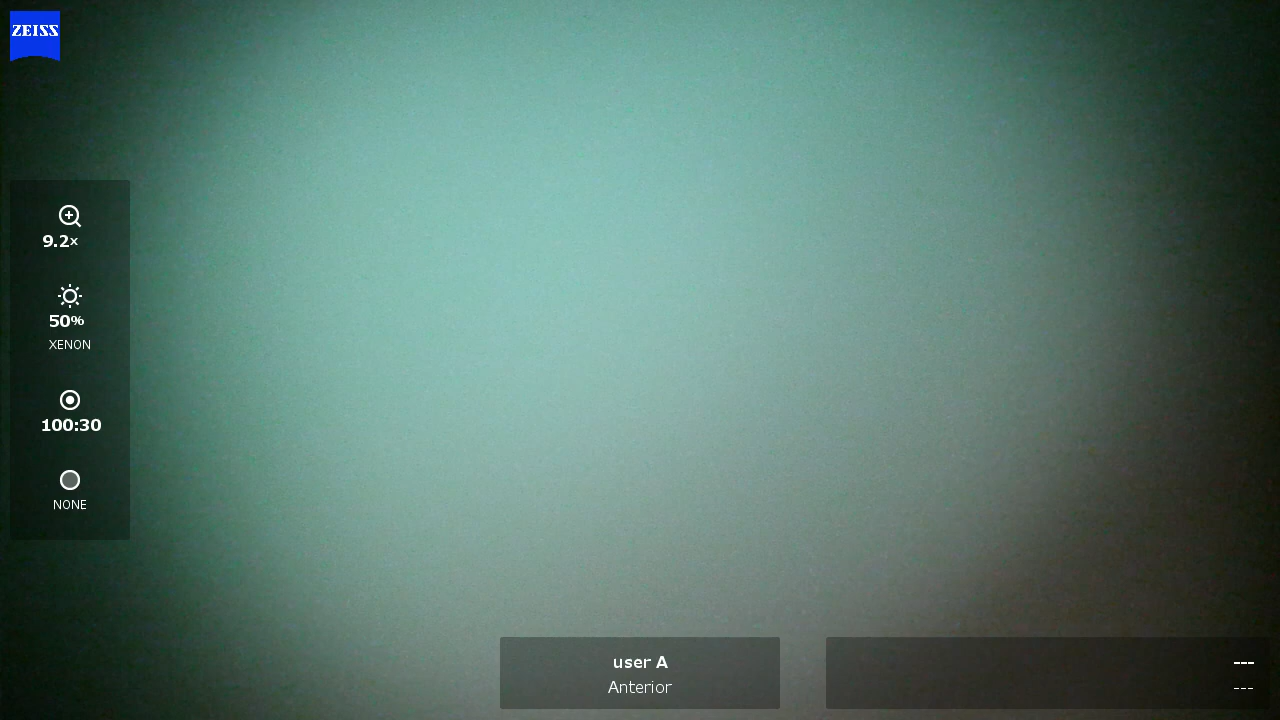 ZEISS
9.2×
50%
XENON
100:30
NONE
user A
Anterior
---
---